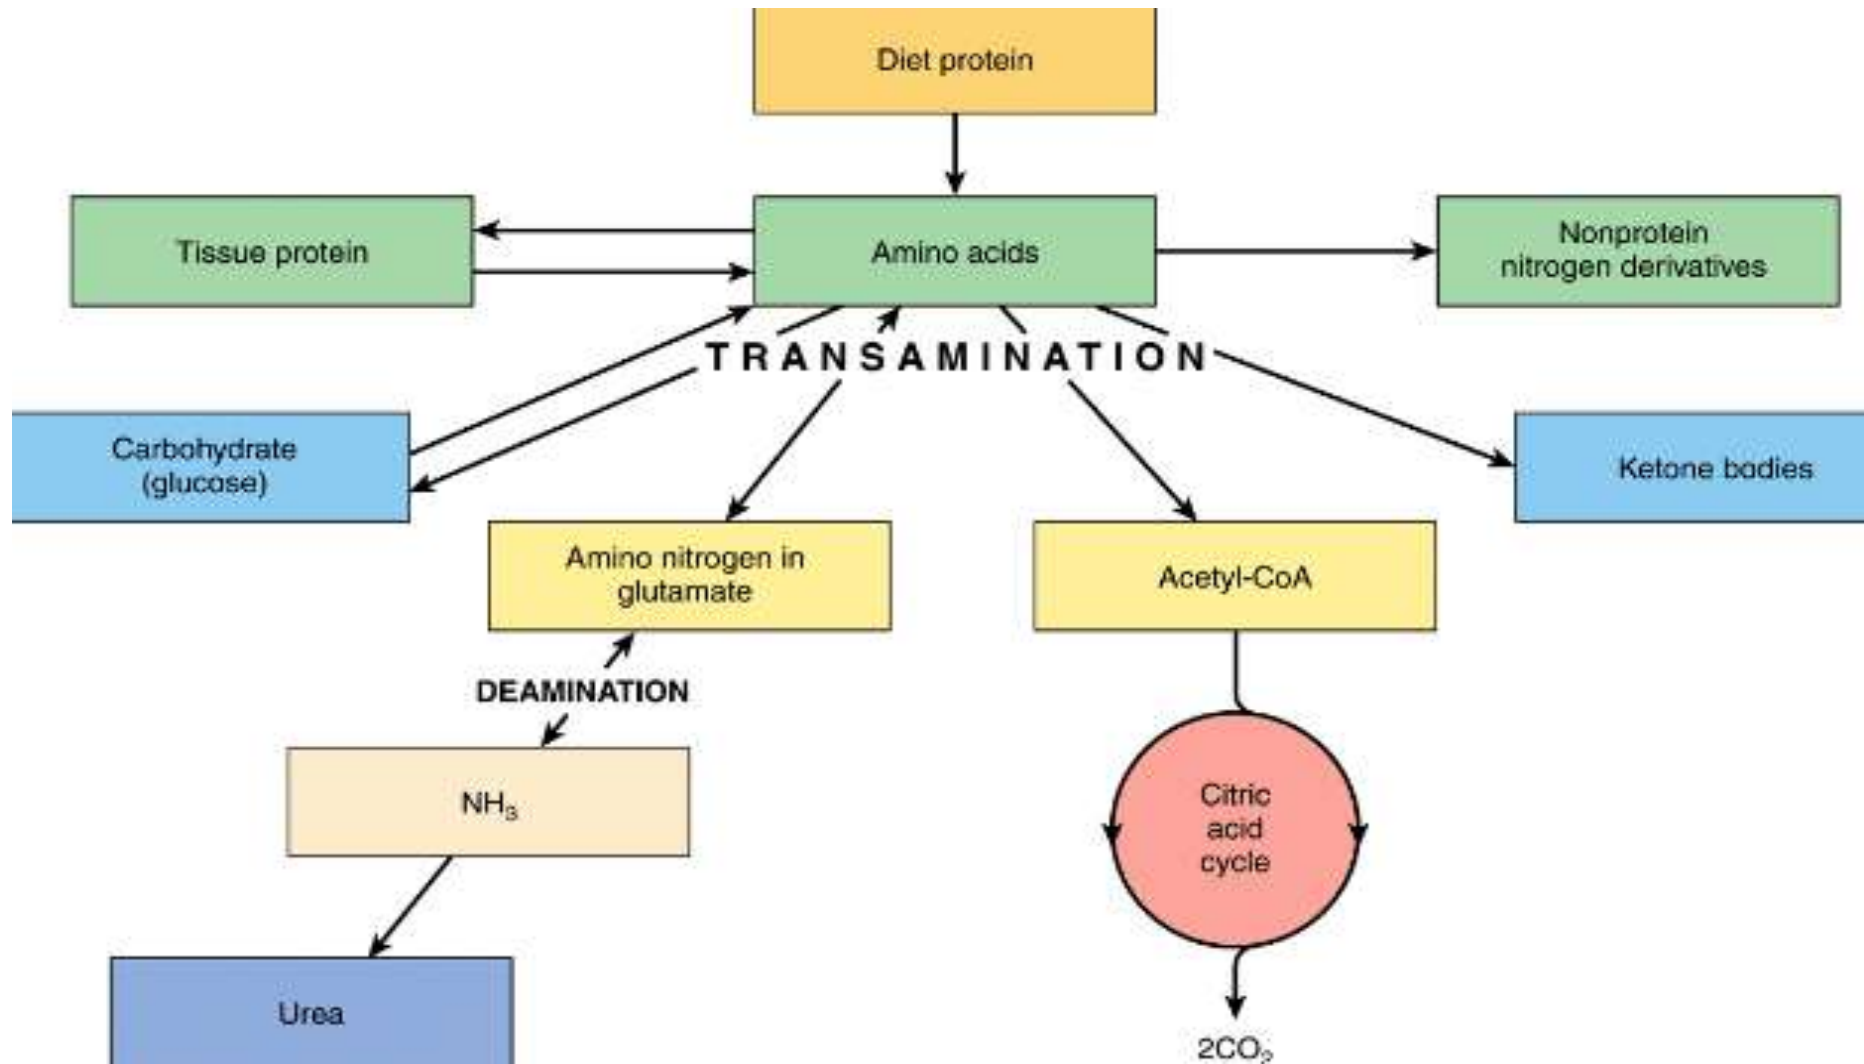 Diet protein
Tissue protein
Amino acids
Nonprotein
nitrogen derivatives
TRANSAMINATION
Carbohydrate
(glucose)
Ketone bodies
Amino nitrogen in
glutamate
Acetyl-CoA
DEAMINATION
NH₃
Citric
acid
cycle
Urea
2CO₂